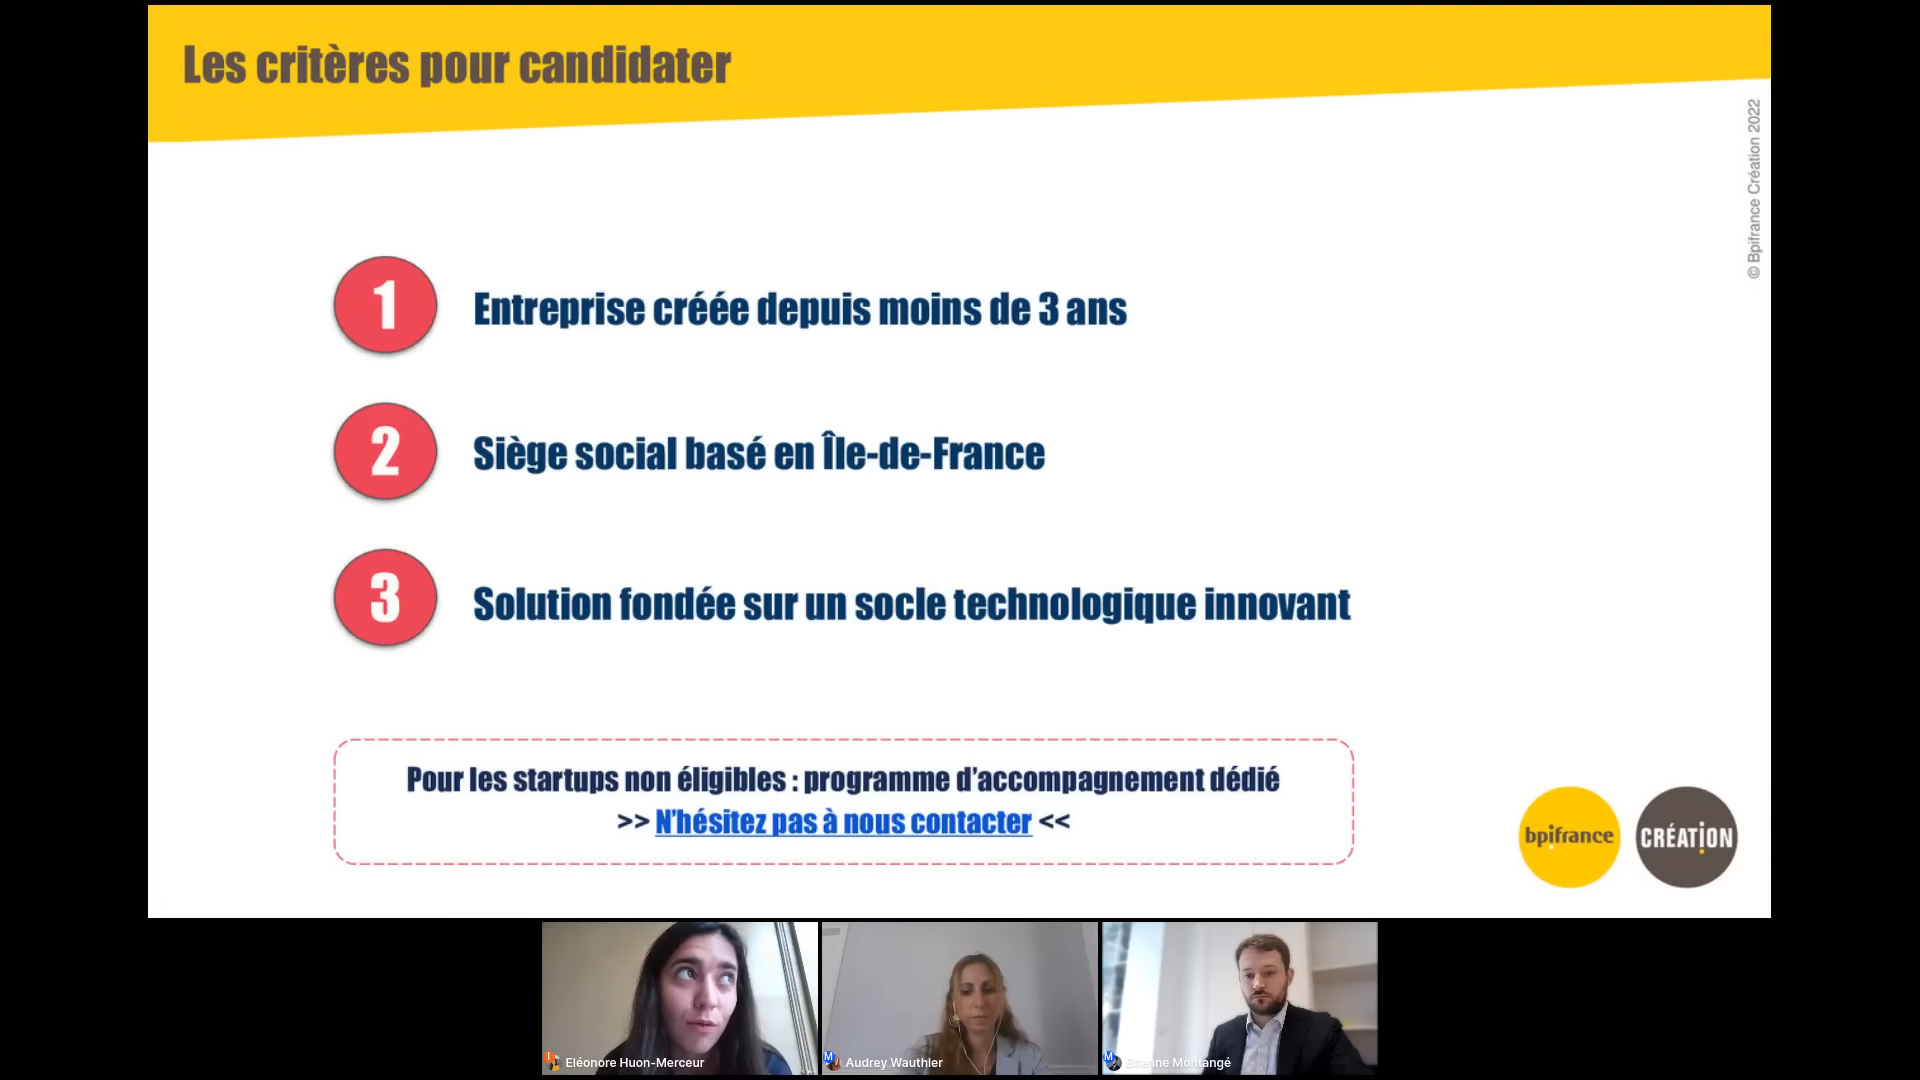 Les critères pour candidater
© Bpifrance Création 2022
1
Entreprise créée depuis moins de 3 ans
2
Siège social basé en Île-de-France
3
Solution fondée sur un socle technologique innovant
Pour les startups non éligibles : programme d'accompagnement dédié
>> N'hésitez pas à nous contacter <<
bpifrance
CRÉATION
Eléonore Huon-Merceur
Audrey Wauthier
Montangé